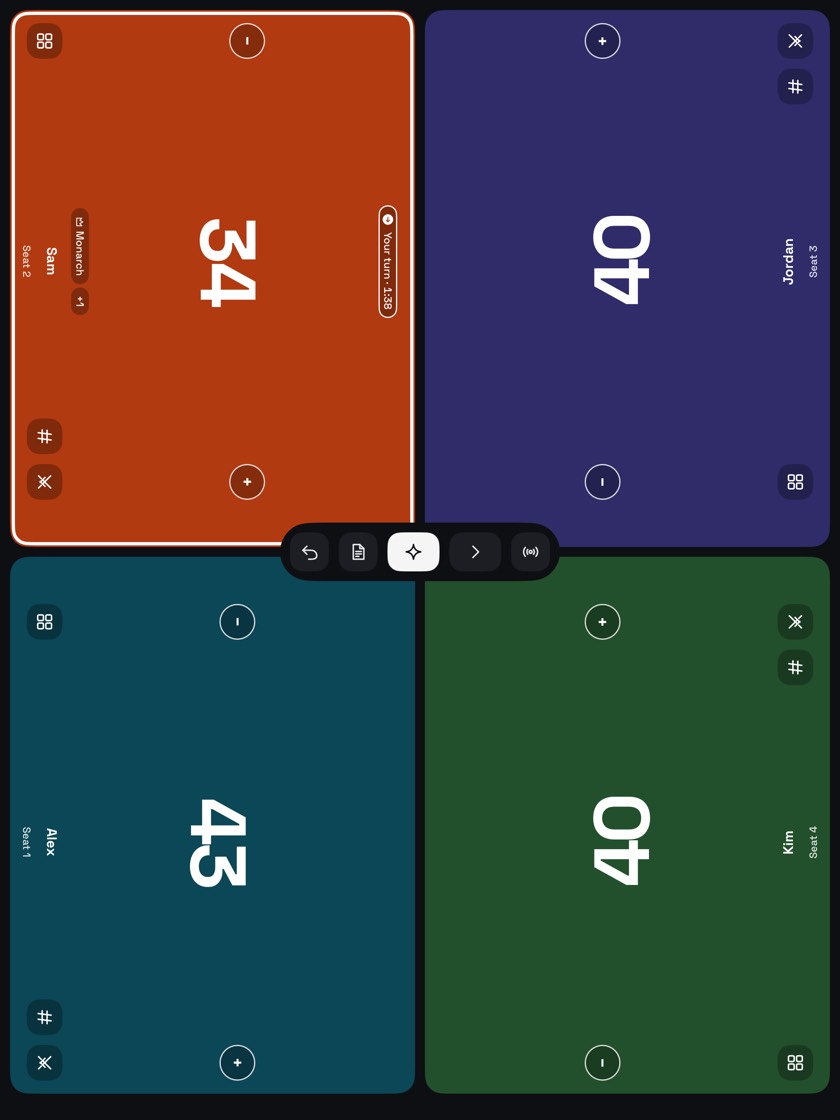 Seat 2
Sam
Monarch +1
34
Your turn · 1:38
Seat 3
Jordan
40
Seat 1
Alex
43
Seat 4
Kim
40